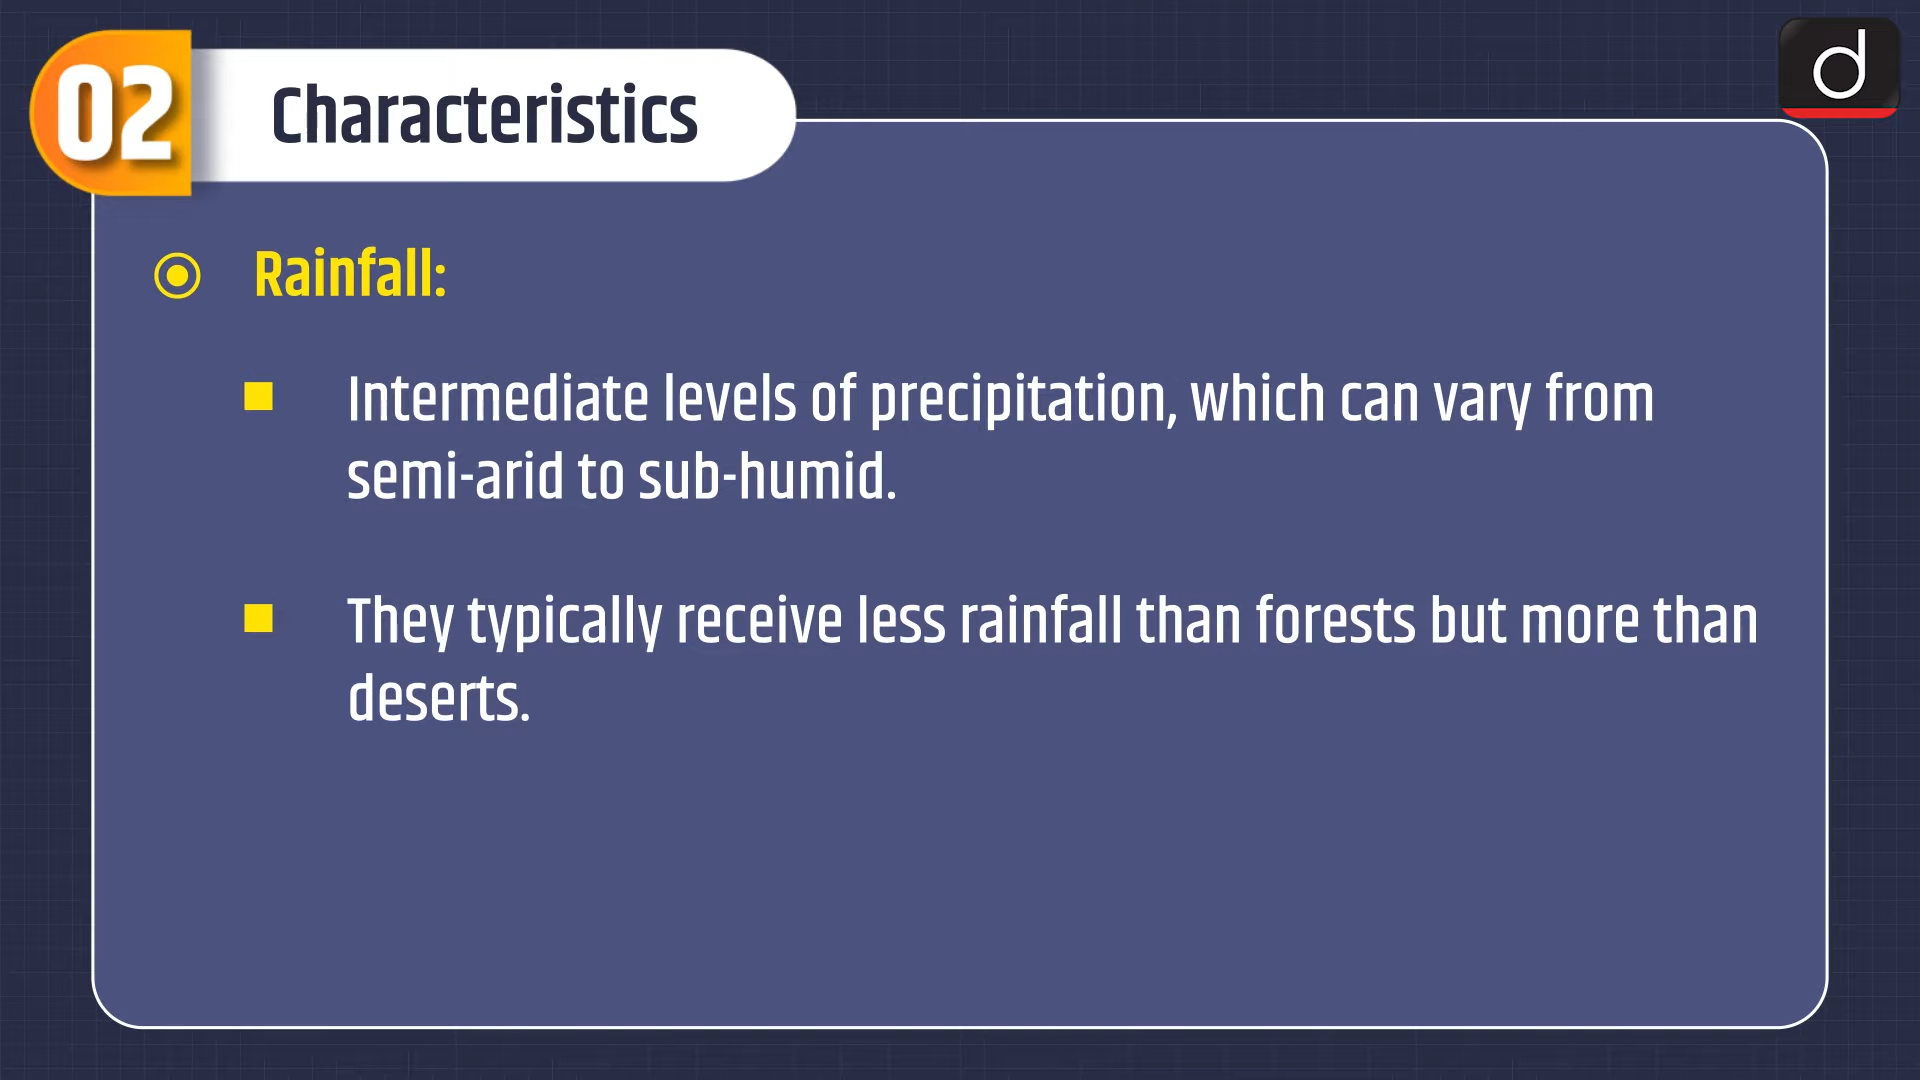 02
Characteristics
d
Rainfall:
Intermediate levels of precipitation, which can vary from
semi-arid to sub-humid.
They typically receive less rainfall than forests but more than
deserts.